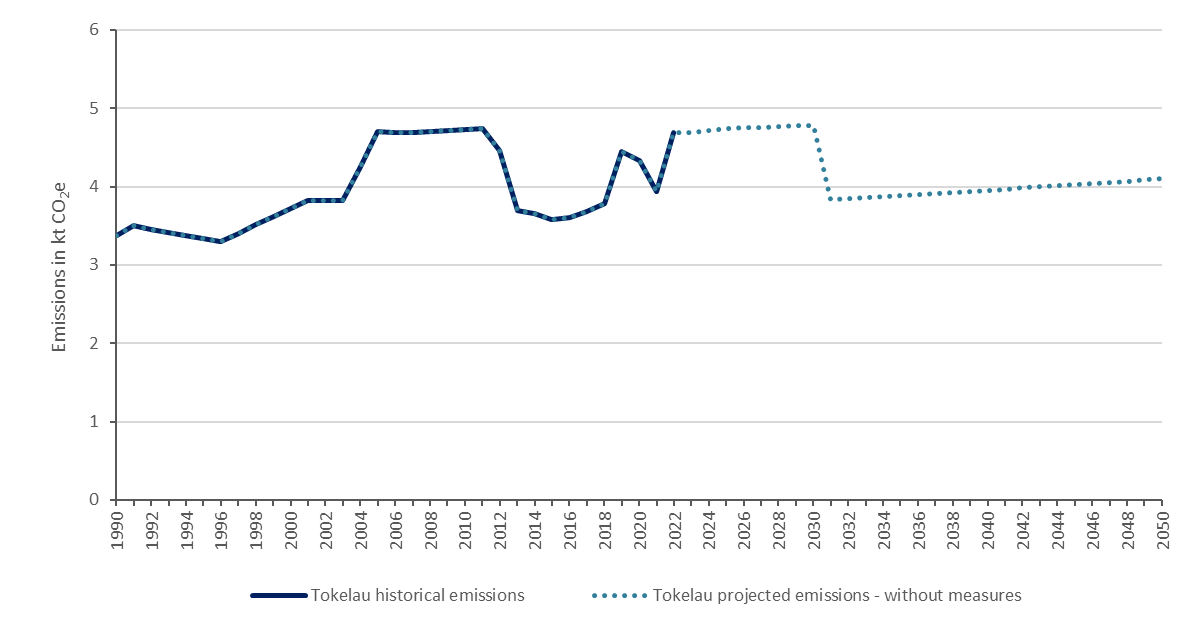 6
5
4
3
2
1
0
Emissions in kt CO₂e
1990 1992 1994 1996 1998 2000 2002 2004 2006 2008 2010 2012 2014 2016 2018 2020 2022 2024 2026 2028 2030 2032 2034 2036 2038 2040 2042 2044 2046 2048 2050
Tokelau historical emissions Tokelau projected emissions - without measures